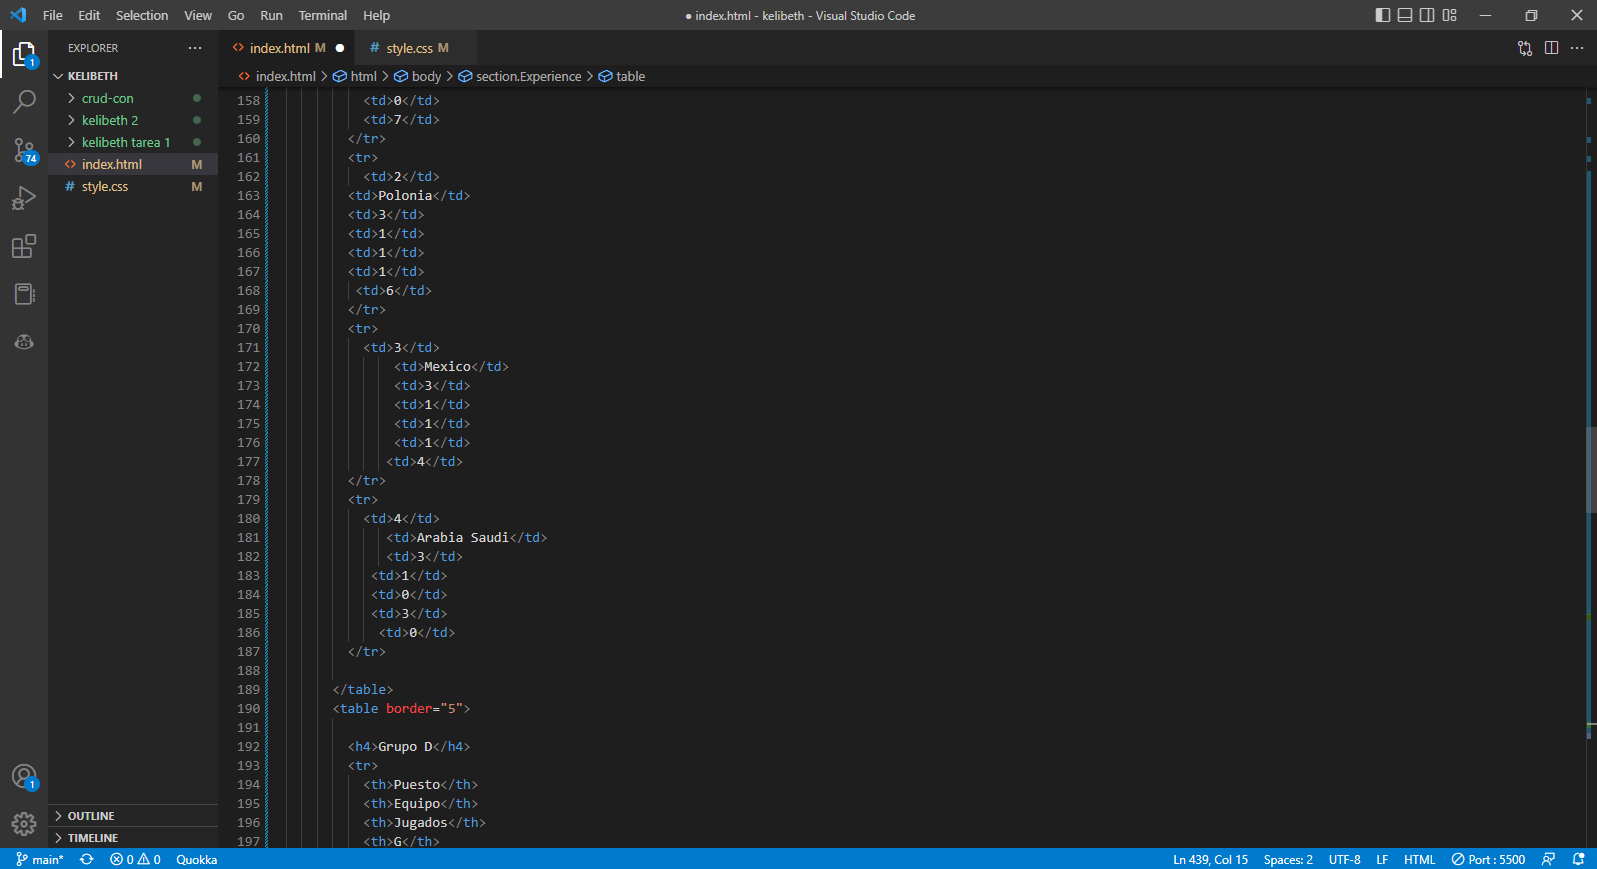 File Edit Selection View Go Run Terminal Help ● index.html - kelibeth - Visual Studio Code
EXPLORER ··· <> index.html M ● # style.css M ···
1
KELIBETH
<> index.html > html > body > section.Experience > table
crud-con
kelibeth 2
kelibeth tarea 1
74
<> index.html M
# style.css M
158 <td>0</td>
159 <td>7</td>
160 </tr>
161 <tr>
162 <td>2</td>
163 <td>Polonia</td>
164 <td>3</td>
165 <td>1</td>
166 <td>1</td>
167 <td>1</td>
168 <td>6</td>
169 </tr>
170 <tr>
171 <td>3</td>
172 <td>Mexico</td>
173 <td>3</td>
174 <td>1</td>
175 <td>1</td>
176 <td>1</td>
177 <td>4</td>
178 </tr>
179 <tr>
180 <td>4</td>
181 <td>Arabia Saudi</td>
182 <td>3</td>
183 <td>1</td>
184 <td>0</td>
185 <td>3</td>
186 <td>0</td>
187 </tr>
188
189 </table>
190 <table border="5">
191
192 <h4>Grupo D</h4>
193 <tr>
194 <th>Puesto</th>
195 <th>Equipo</th>
196 <th>Jugados</th>
197 <th>G</th>
1
OUTLINE
TIMELINE
main* 0 0 Quokka Ln 439, Col 15 Spaces: 2 UTF-8 LF HTML Port : 5500